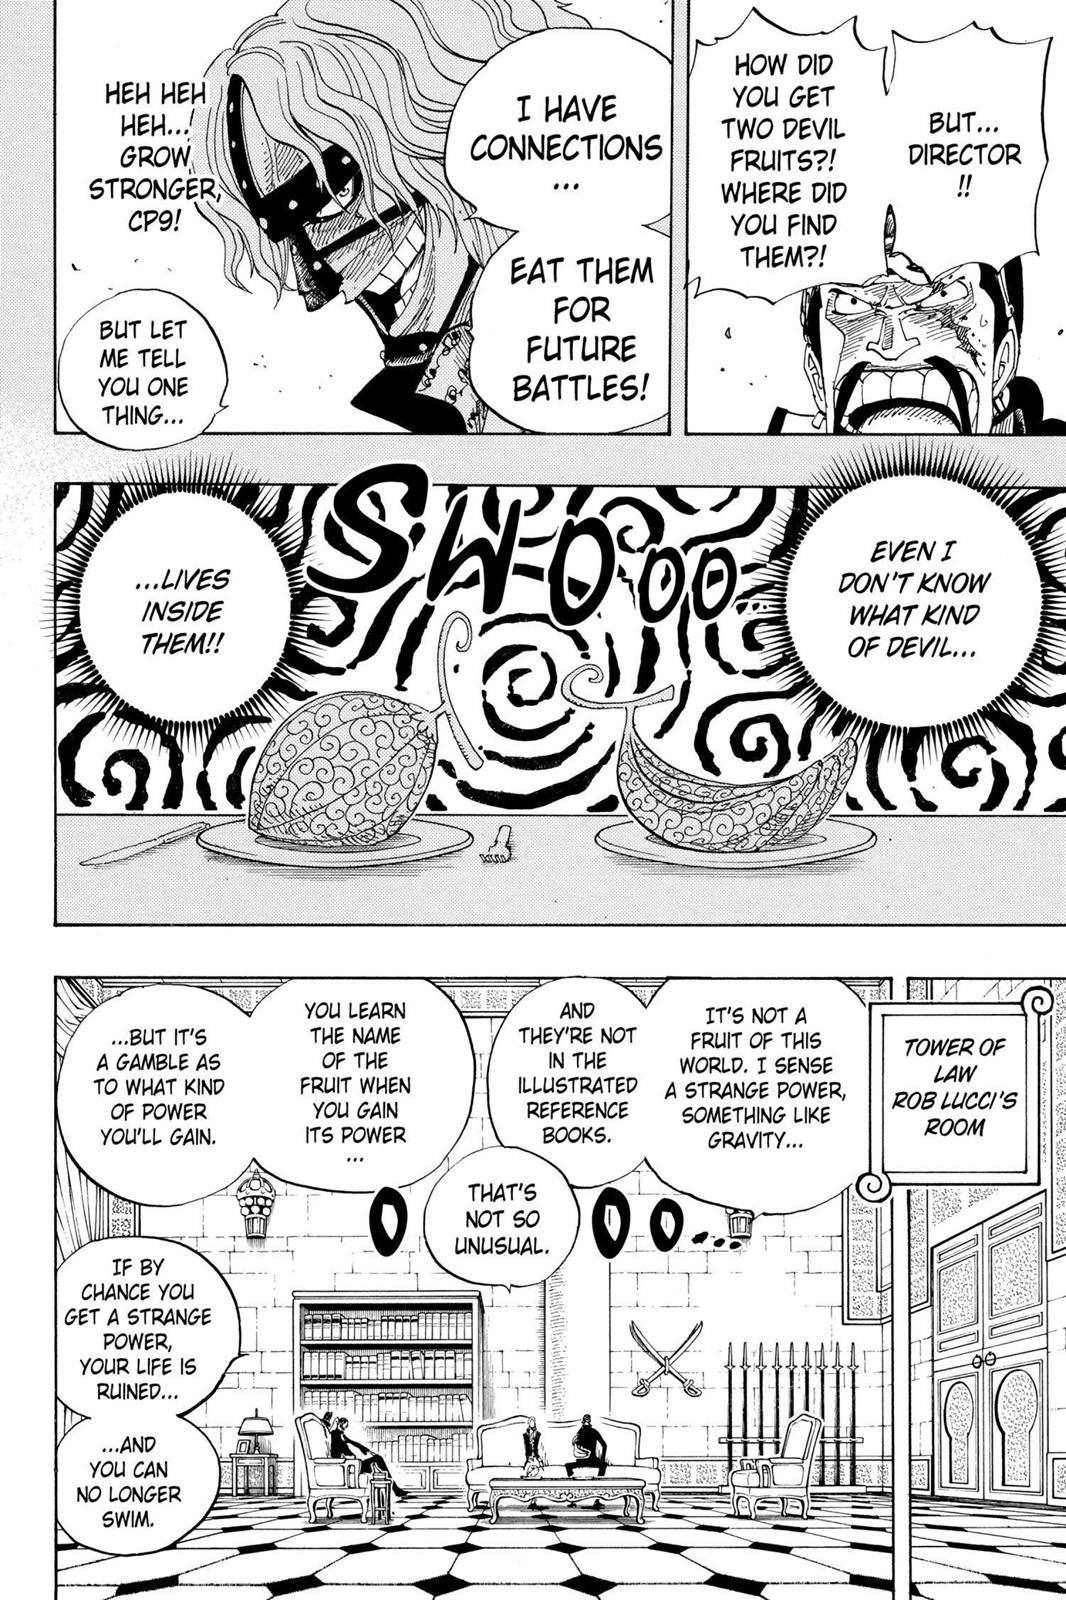 BUT...
DIRECTOR
!!
HOW DID
YOU GET
TWO DEVIL
FRUITS?!
WHERE DID
YOU FIND
THEM?!
I HAVE
CONNECTIONS
...
EAT THEM
FOR
FUTURE
BATTLES!
HEH HEH
HEH...
GROW
STRONGER,
CP9!
BUT LET
ME TELL
YOU ONE
THING...
EVEN I
DON'T KNOW
WHAT KIND
OF DEVIL...
SWOOOOO...
...LIVES
INSIDE
THEM!!
TOWER OF
LAW
ROB LUCCI'S
ROOM
IT'S NOT A
FRUIT OF THIS
WORLD. I SENSE
A STRANGE POWER,
SOMETHING LIKE
GRAVITY...
AND
THEY'RE NOT
IN THE
ILLUSTRATED
REFERENCE
BOOKS.
THAT'S
NOT SO
UNUSUAL.
YOU LEARN
THE NAME
OF THE
FRUIT WHEN
YOU GAIN
ITS POWER
...
...BUT IT'S
A GAMBLE AS
TO WHAT KIND
OF POWER
YOU'LL GAIN.
O OO...
IF BY
CHANCE YOU
GET A STRANGE
POWER,
YOUR LIFE IS
RUINED...
...AND
YOU CAN
NO LONGER
SWIM.